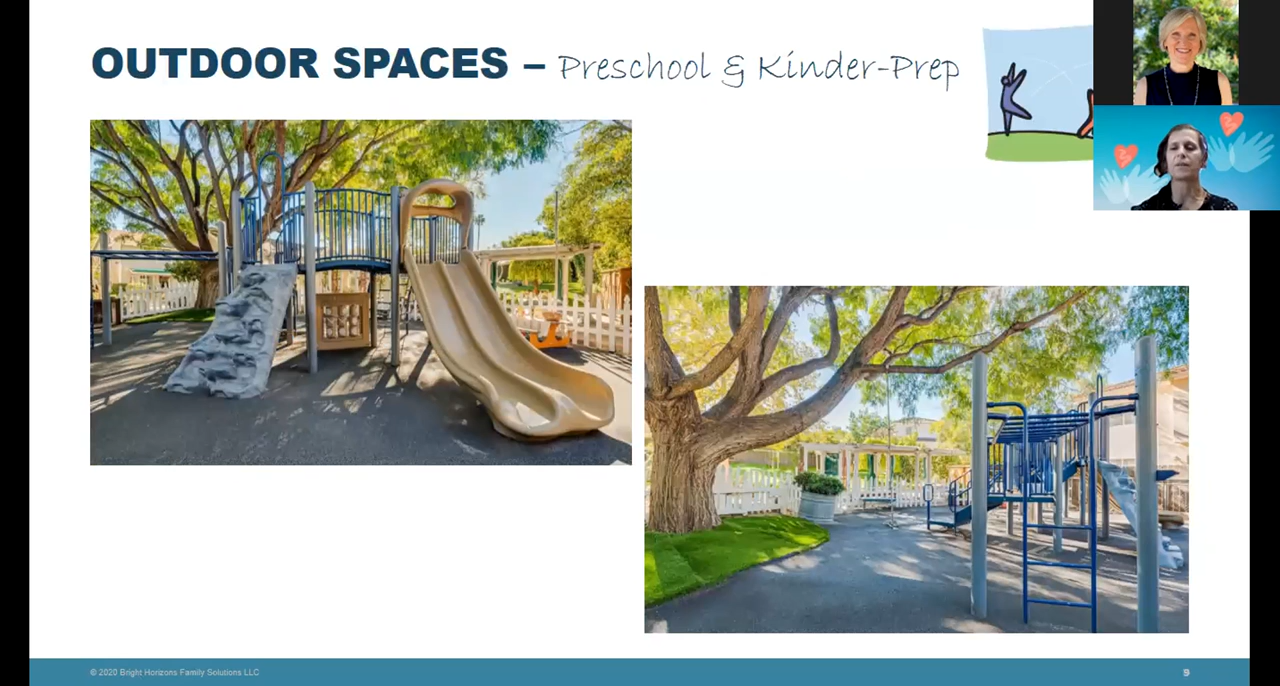 OUTDOOR SPACES – Preschool & Kinder-Prep
© 2020 Bright Horizons Family Solutions LLC
9